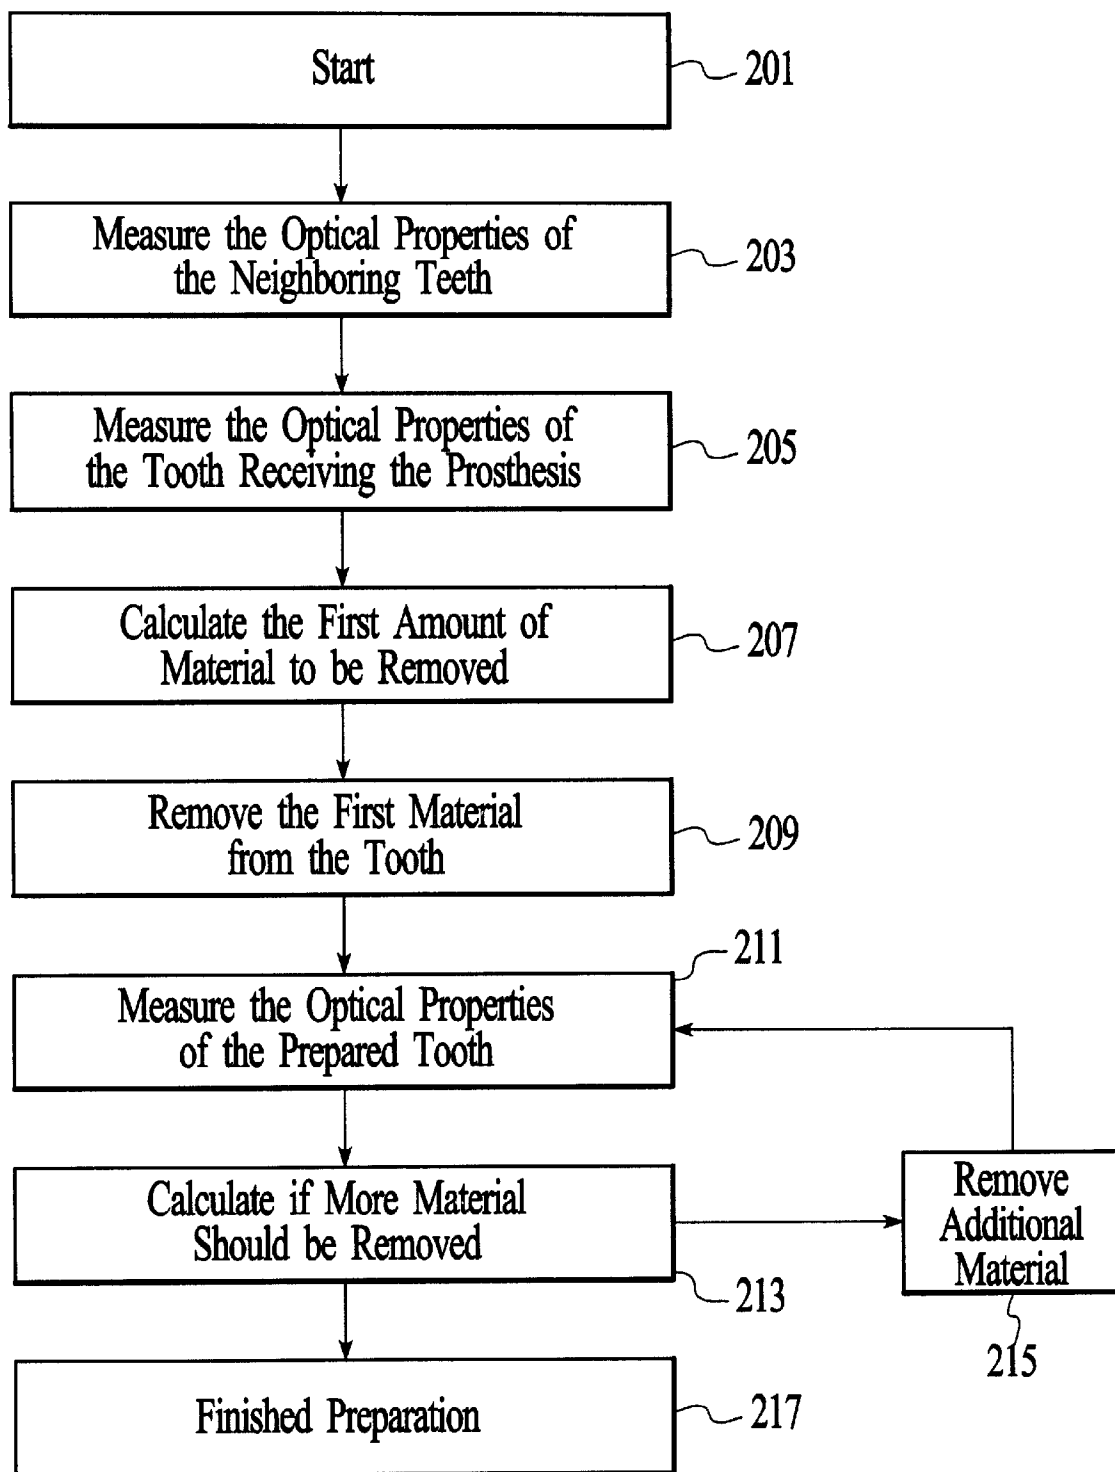 Start
201
Measure the Optical Properties of
the Neighboring Teeth
203
Measure the Optical Properties of
the Tooth Receiving the Prosthesis
205
Calculate the First Amount of
Material to be Removed
207
Remove the First Material
from the Tooth
209
211
Measure the Optical Properties
of the Prepared Tooth
Calculate if More Material
Should be Removed
213
Remove
Additional
Material
215
Finished Preparation
217